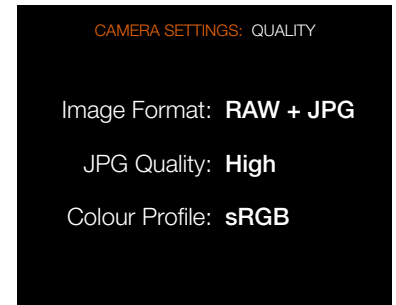 CAMERA SETTINGS: QUALITY
Image Format: RAW + JPG
JPG Quality: High
Colour Profile: sRGB